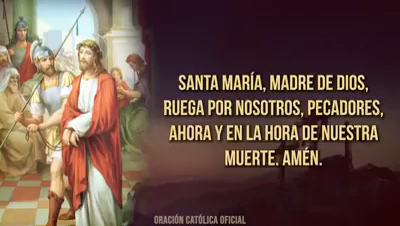 SANTA MARÍA, MADRE DE DIOS,
RUEGA POR NOSOTROS, PECADORES,
AHORA Y EN LA HORA DE NUESTRA
MUERTE. AMÉN.
ORACIÓN CATÓLICA OFICIAL